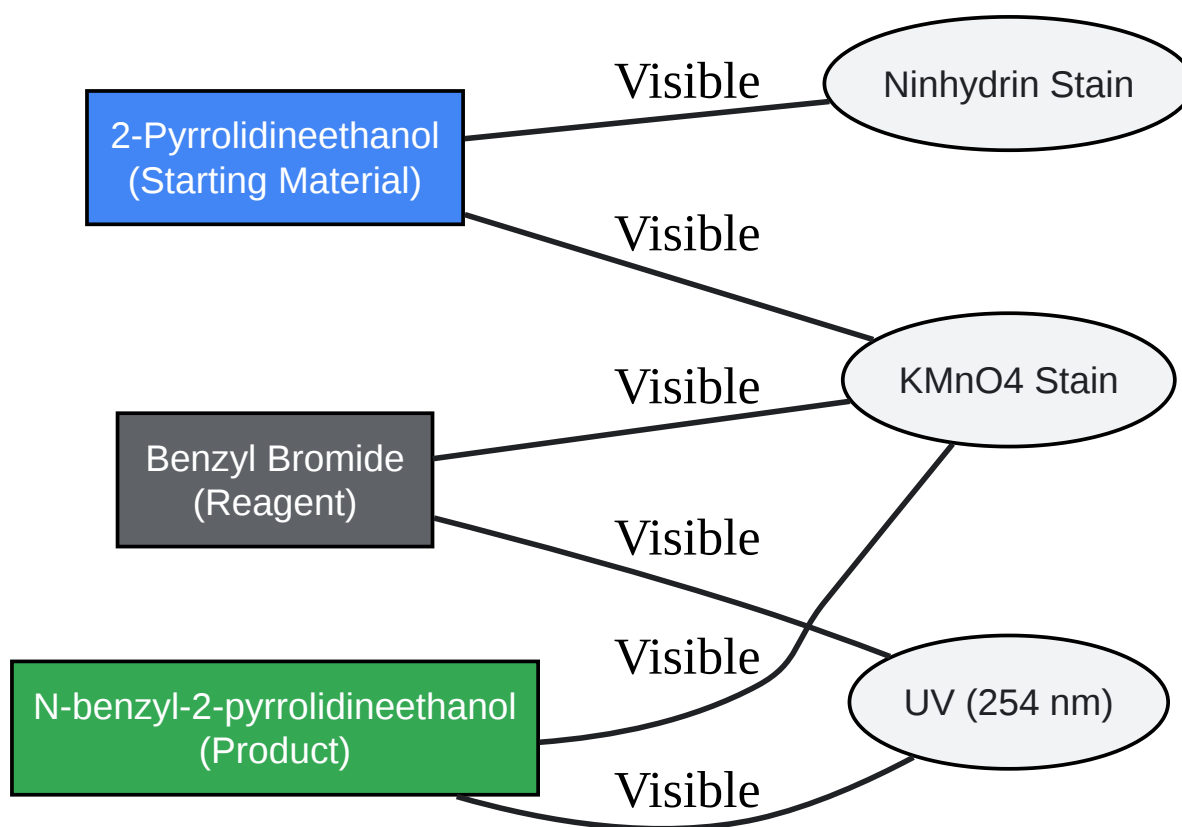 Visible
Ninhydrin Stain
2-Pyrrolidineethanol
(Starting Material)
Visible
KMnO4 Stain
Visible
Benzyl Bromide
(Reagent)
Visible
Visible
UV (254 nm)
N-benzyl-2-pyrrolidineethanol
(Product)
Visible